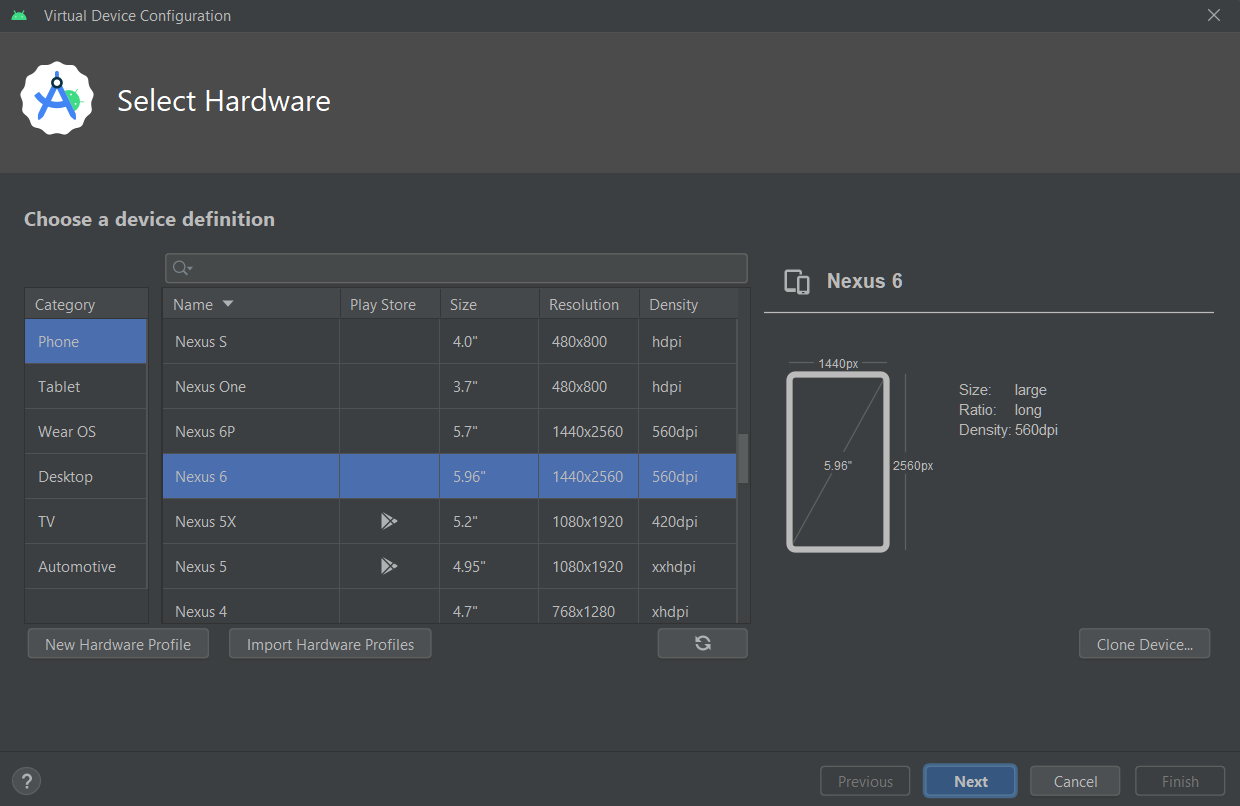 Virtual Device Configuration
Select Hardware
Choose a device definition
Category
Phone
Tablet
Wear OS
Desktop
TV
Automotive
Name Play Store Size Resolution Density
Nexus S 4.0" 480x800 hdpi
Nexus One 3.7" 480x800 hdpi
Nexus 6P 5.7" 1440x2560 560dpi
Nexus 6 5.96" 1440x2560 560dpi
Nexus 5X 5.2" 1080x1920 420dpi
Nexus 5 4.95" 1080x1920 xxhdpi
Nexus 4 4.7" 768x1280 xhdpi
New Hardware Profile Import Hardware Profiles
Nexus 6
1440px
5.96"
2560px
Size: large
Ratio: long
Density: 560dpi
Clone Device...
? Previous Next Cancel Finish